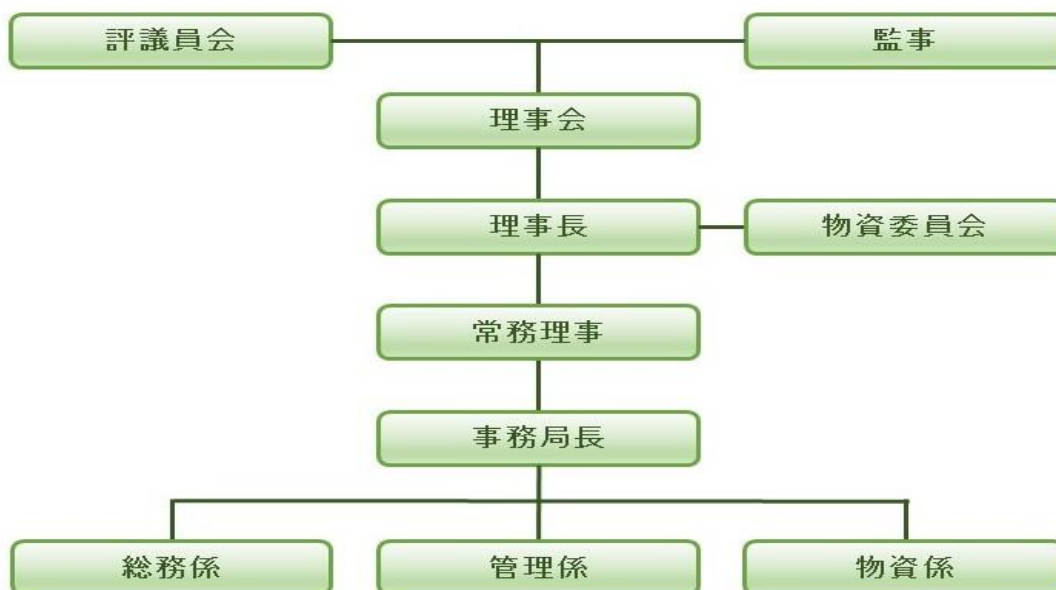 評議員会
監事
理事会
理事長
物資委員会
常務理事
事務局長
総務係
管理係
物資係